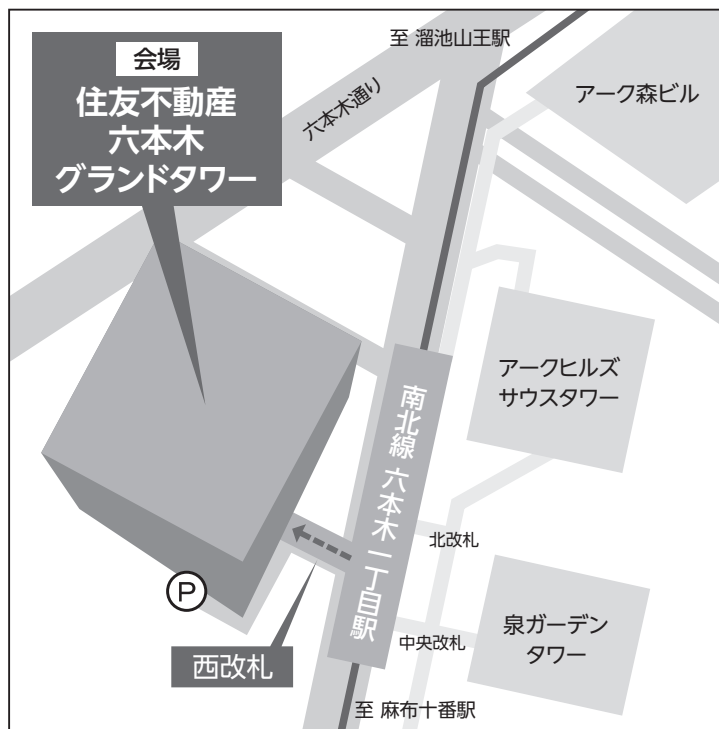 会場
住友不動産
六本木
グランドタワー
至 溜池山王駅
六本木通り
アーク森ビル
アークヒルズ
サウスタワー
南北線 六本木一丁目駅
北改札
中央改札
泉ガーデン
タワー
P
西改札
至 麻布十番駅